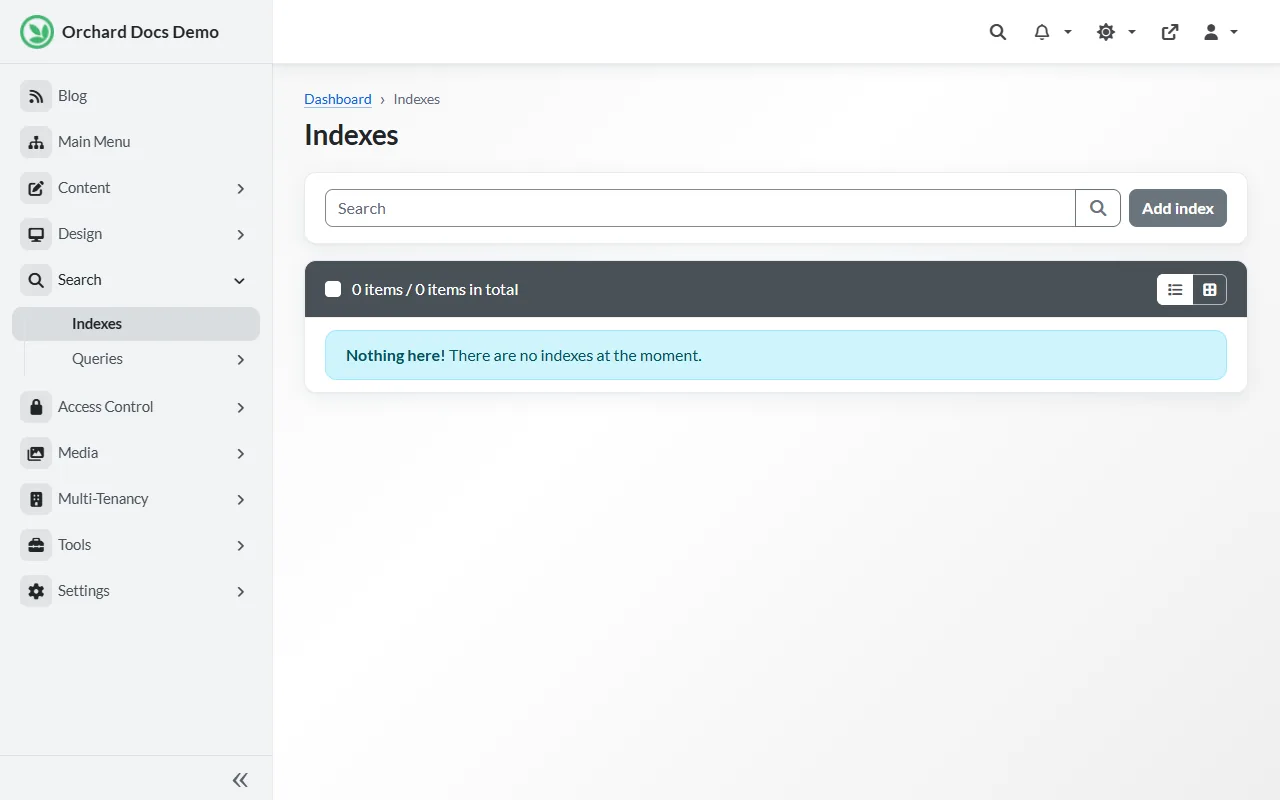 Orchard Docs Demo
Blog
Main Menu
Content
Design
Search
Indexes
Queries
Access Control
Media
Multi-Tenancy
Tools
Settings
Dashboard › Indexes
Indexes
Search
Add index
0 items / 0 items in total
Nothing here! There are no indexes at the moment.